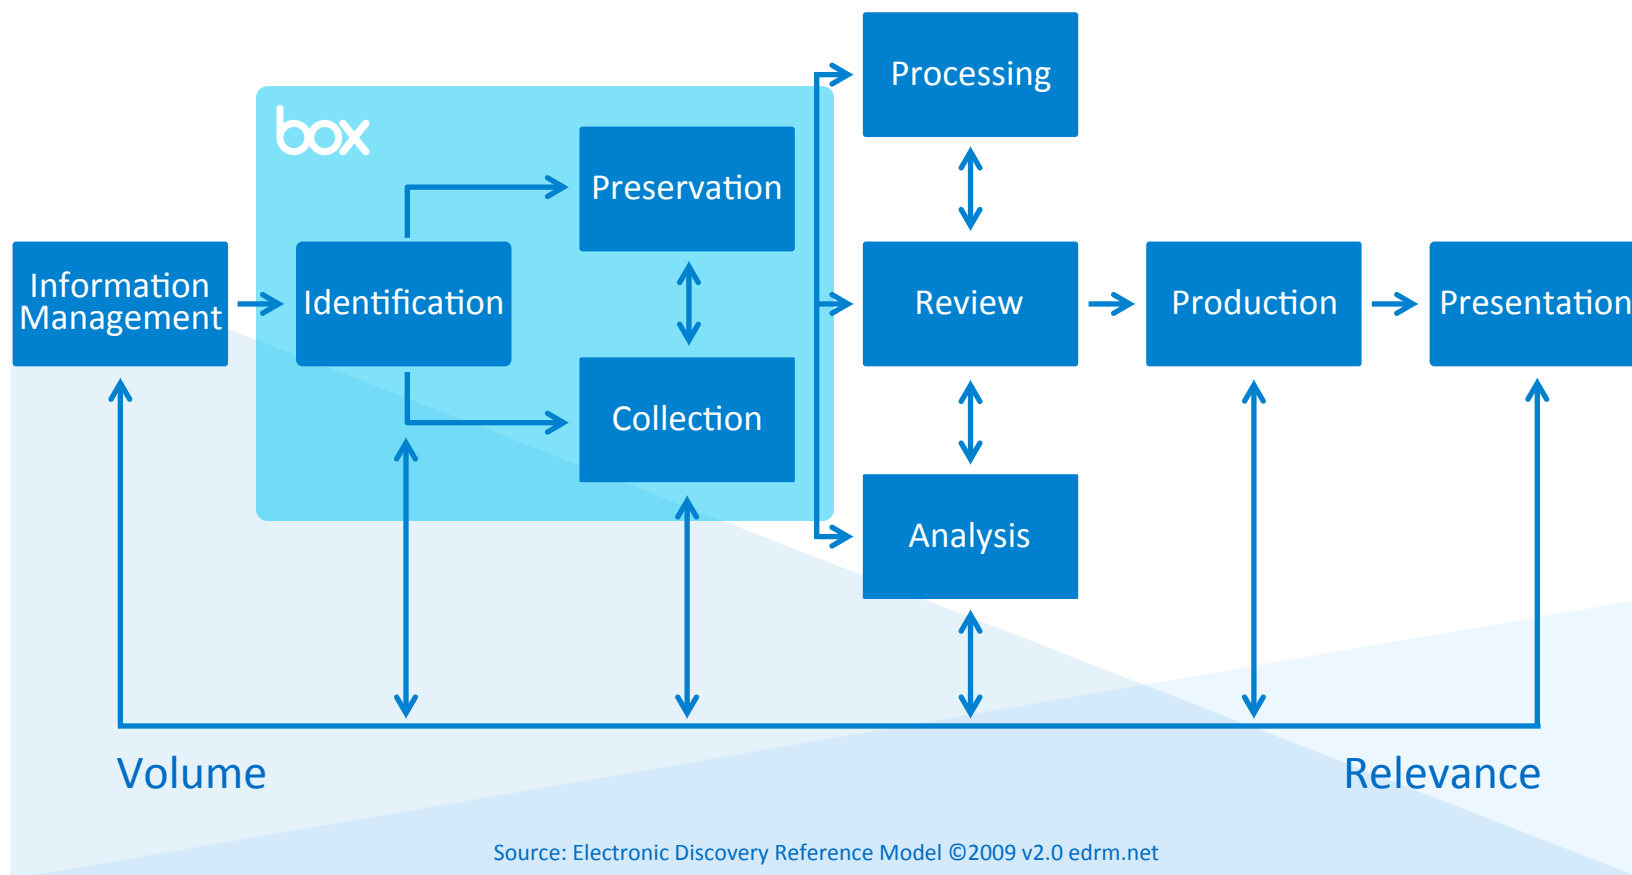 Processing
box
Preservation
Information
Management
Identification
Review
Production
Presentation
Collection
Analysis
Volume
Relevance
Source: Electronic Discovery Reference Model ©2009 v2.0 edrm.net